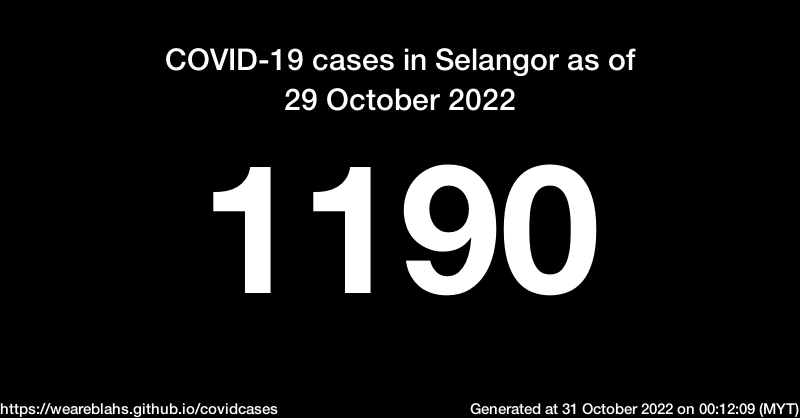 COVID-19 cases in Selangor as of
29 October 2022
1190
https://weareblahs.github.io/covidcases
Generated at 31 October 2022 on 00:12:09 (MYT)